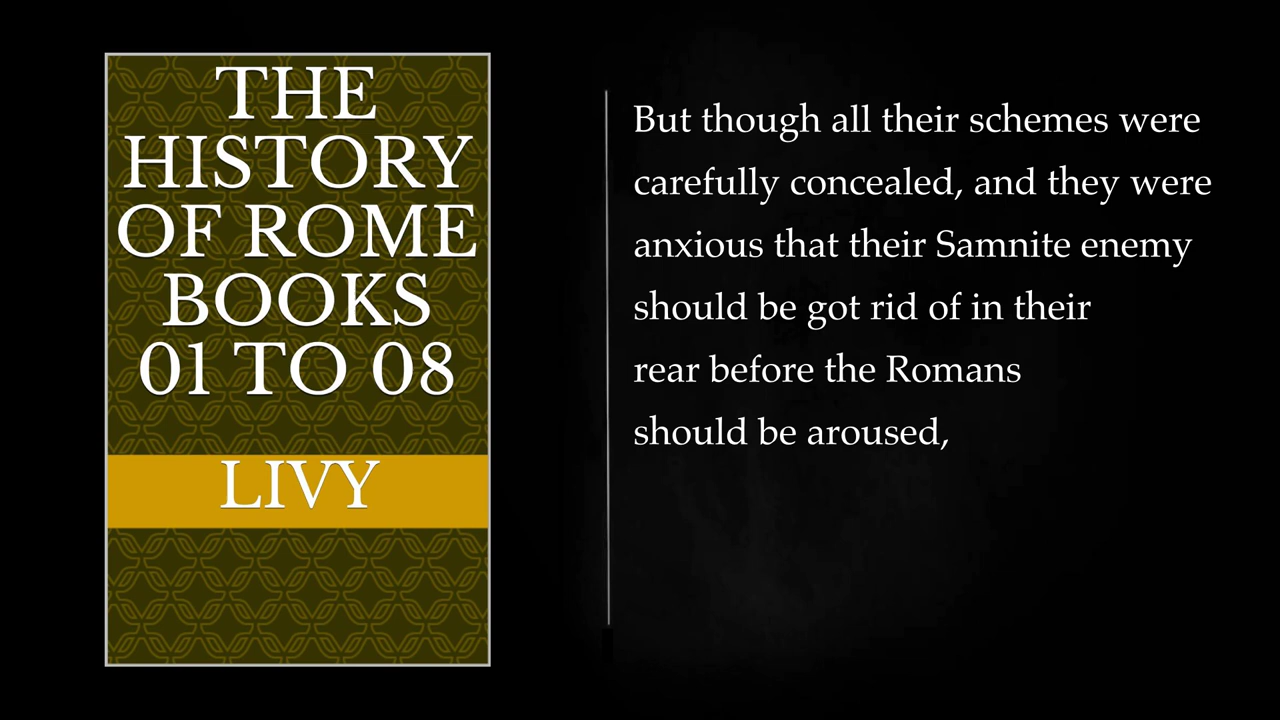 THE
HISTORY
OF ROME
BOOKS
01 TO 08
LIVY
But though all their schemes were
carefully concealed, and they were
anxious that their Samnite enemy
should be got rid of in their
rear before the Romans
should be aroused,